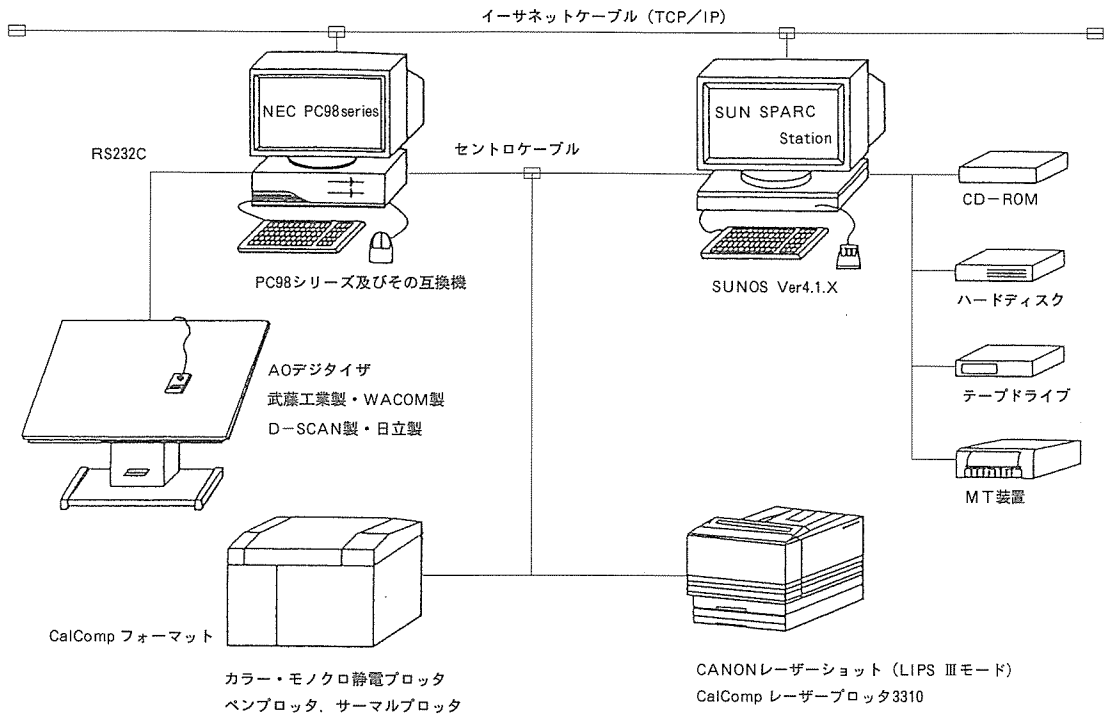 イーサネットケーブル（TCP／IP）
NEC PC98series
SUN SPARC
Station
RS232C
セントロケーブル
CD－ROM
PC98シリーズ及びその互換機
SUNOS Ver4.1.X
ハードディスク
A0デジタイザ
武藤工業製・WACOM製
D－SCAN製・日立製
テープドライブ
MT装置
CalComp フォーマット
カラー・モノクロ静電プロッタ
ペンプロッタ，サーマルプロッタ
CANONレーザーショット（LIPS Ⅲモード）
CalComp レーザープロッタ3310